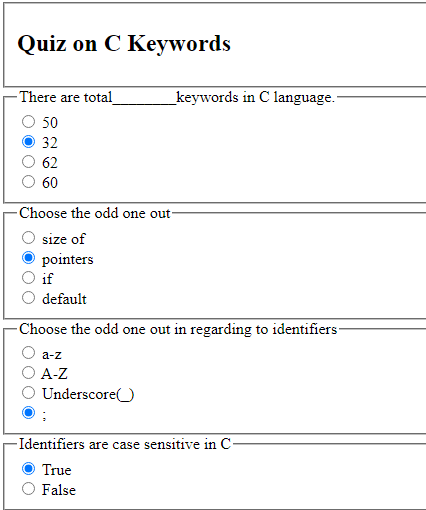 Quiz on C Keywords
There are total________keywords in C language.
50
32
62
60
Choose the odd one out
size of
pointers
if
default
Choose the odd one out in regarding to identifiers
a-z
A-Z
Underscore(_)
;
Identifiers are case sensitive in C
True
False